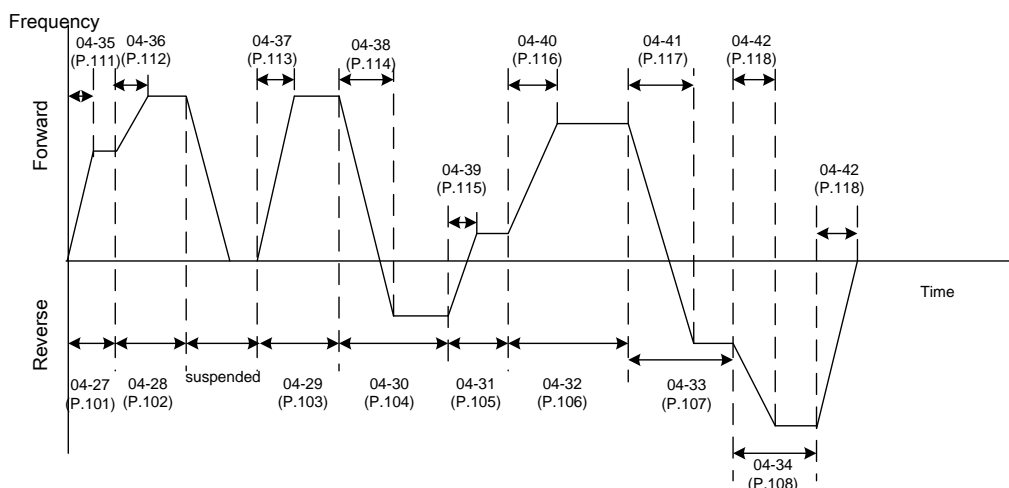 Frequency
04-35
(P.111)
04-36
(P.112)
04-37
(P.113)
04-38
(P.114)
04-40
(P.116)
04-41
(P.117)
04-42
(P.118)
Forward
04-39
(P.115)
04-42
(P.118)
Time
Reverse
suspended
04-27
(P.101)
04-28
(P.102)
04-29
(P.103)
04-30
(P.104)
04-31
(P.105)
04-32
(P.106)
04-33
(P.107)
04-34
(P.108)